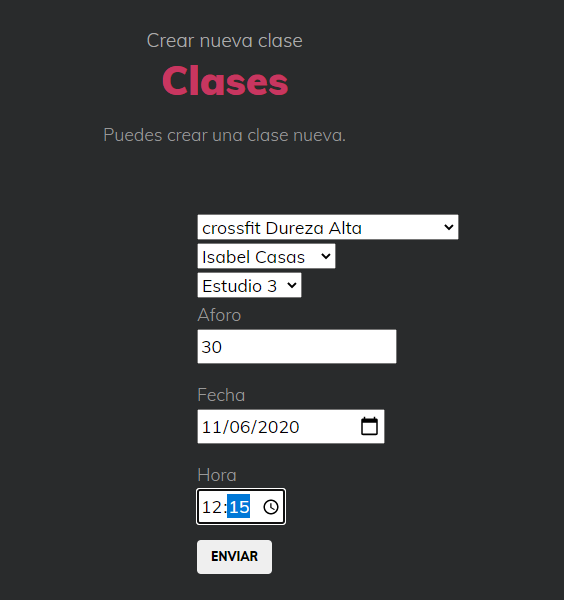 Crear nueva clase
Clases
Puedes crear una clase nueva.
crossfit Dureza Alta
Isabel Casas
Estudio 3
Aforo
30
Fecha
11/06/2020
Hora
12:15
ENVIAR